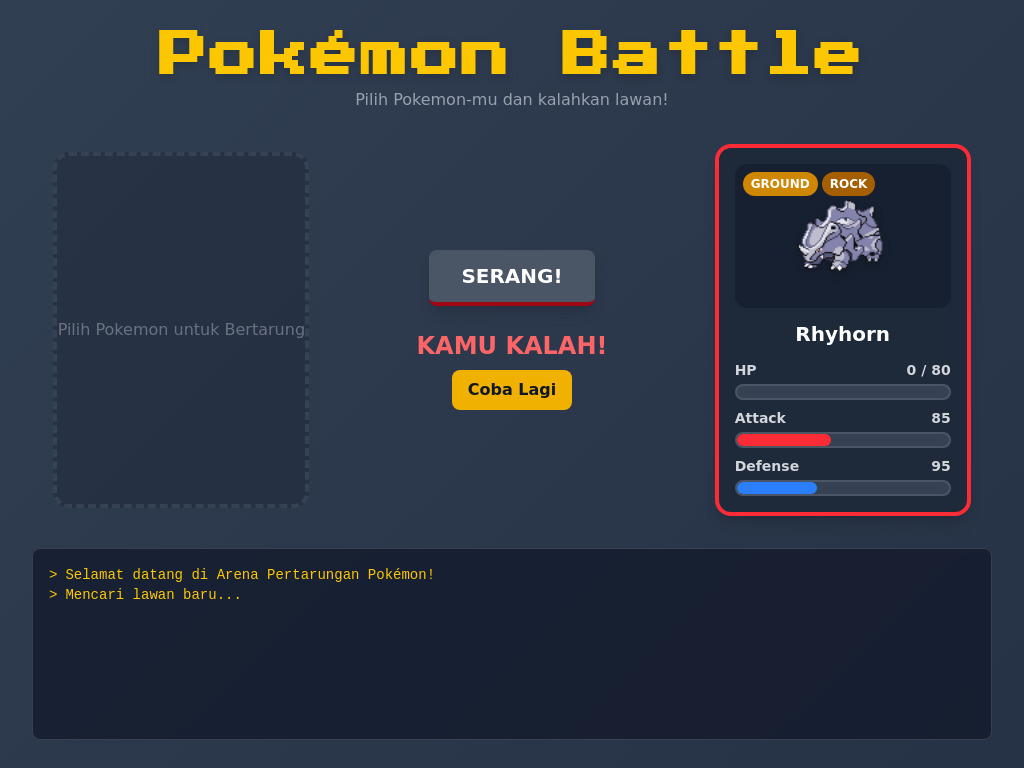 Pokémon Battle
Pilih Pokemon-mu dan kalahkan lawan!
Pilih Pokemon untuk Bertarung
SERANG!
KAMU KALAH!
Coba Lagi
GROUND ROCK
Rhyhorn
HP 0 / 80
Attack 85
Defense 95
> Selamat datang di Arena Pertarungan Pokémon!
> Mencari lawan baru...